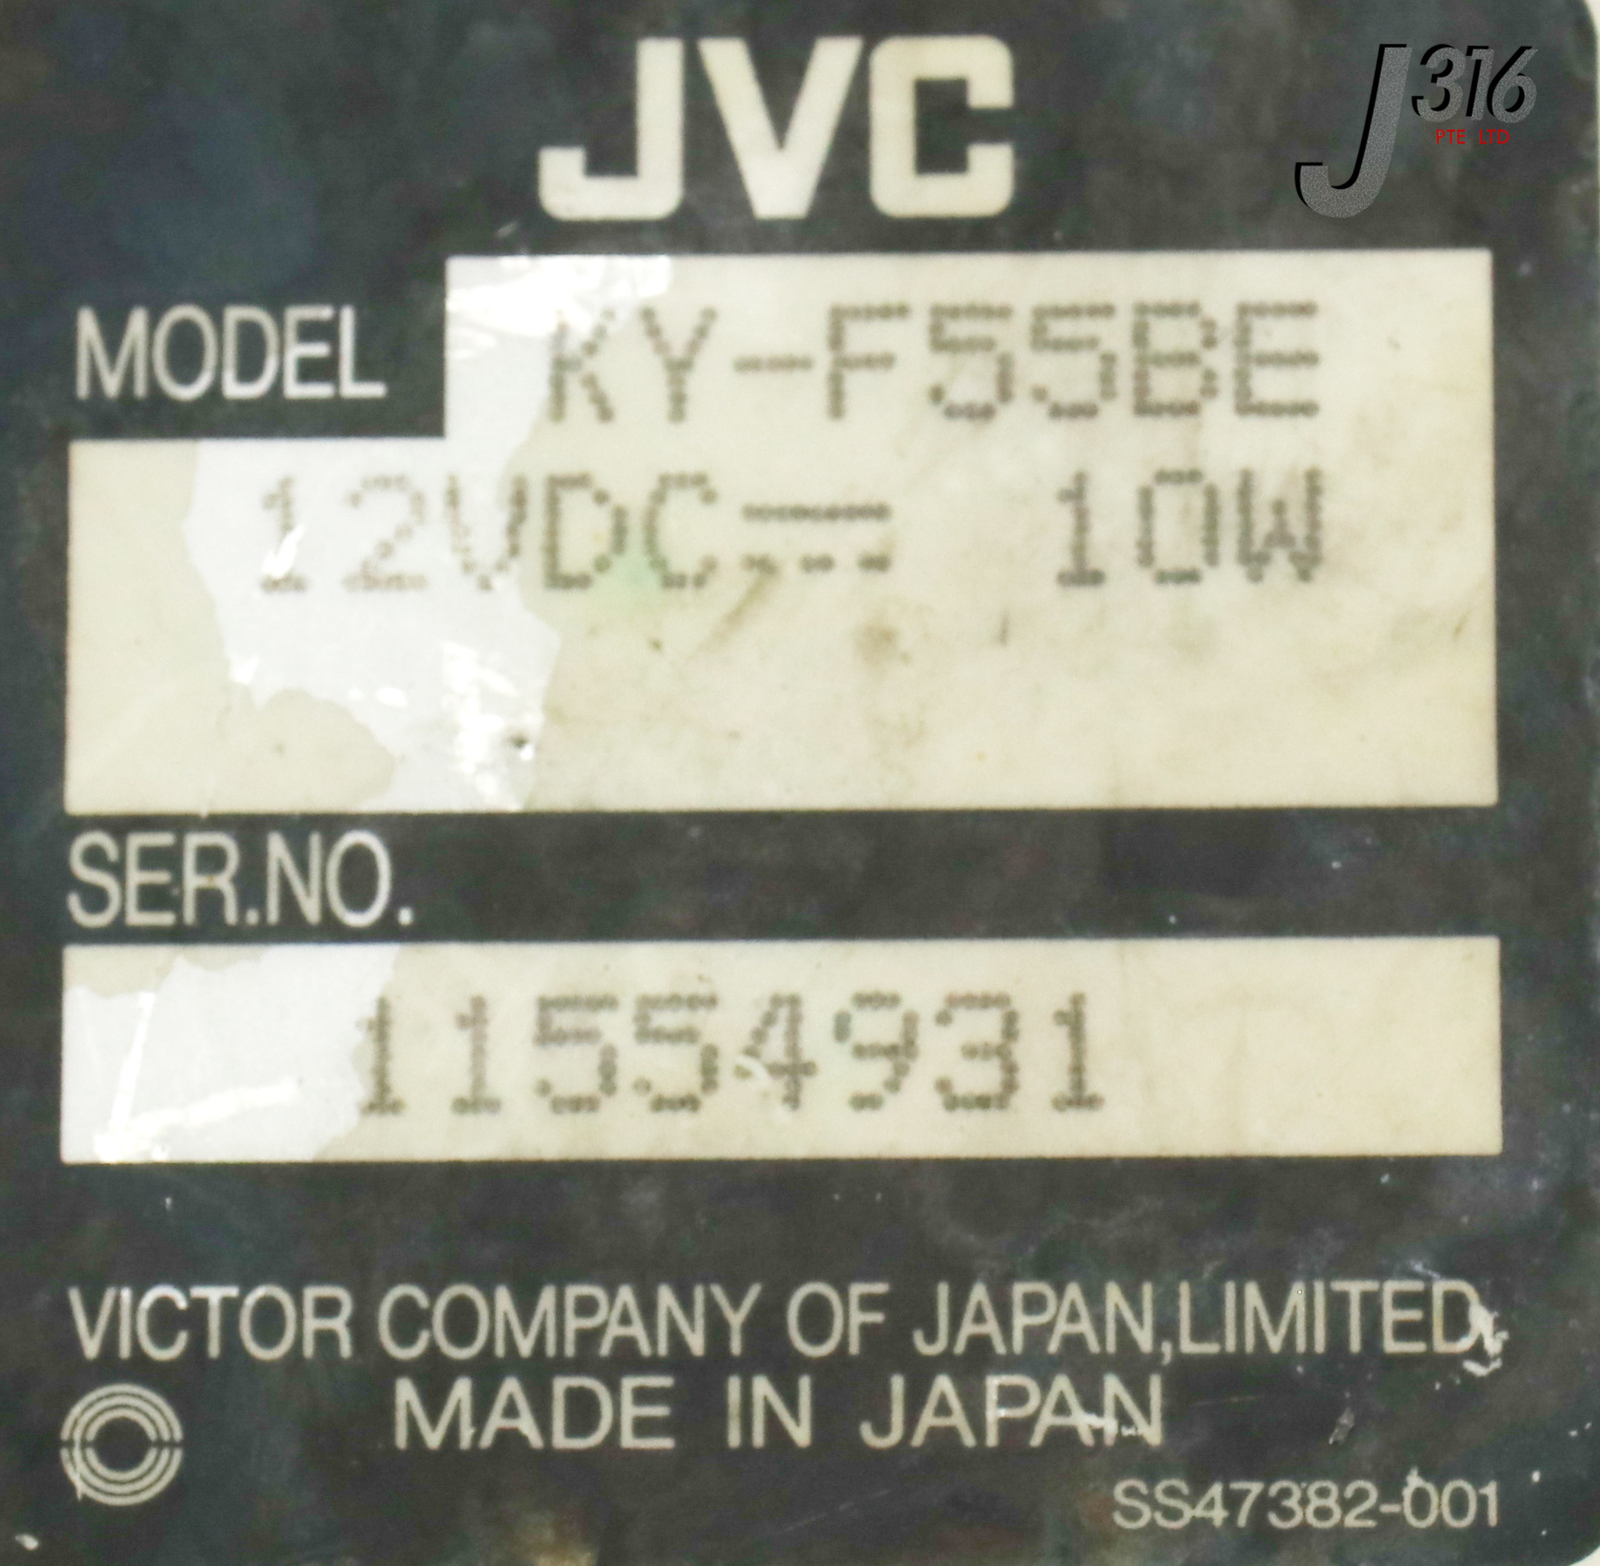 JVC
J316
PTE LTD
MODEL KY-F55BE
12VDC⎓ 10W
SER.NO.
11554931
VICTOR COMPANY OF JAPAN,LIMITED.
MADE IN JAPAN
SS47382-001